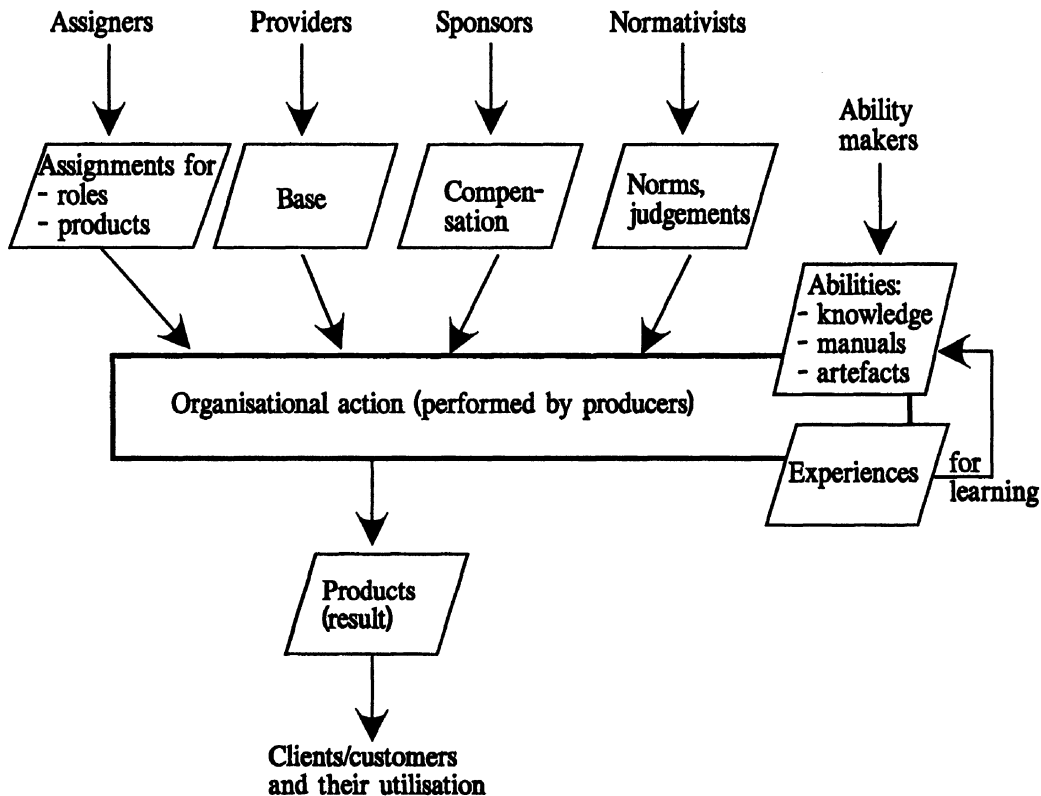 Assigners
Providers
Sponsors
Normativists
Ability
makers
Assignments for
- roles
- products
Base
Compen-
sation
Norms,
judgements
Abilities:
- knowledge
- manuals
- artefacts
Organisational action (performed by producers)
Experiences
for
learning
Products
(result)
Clients/customers
and their utilisation